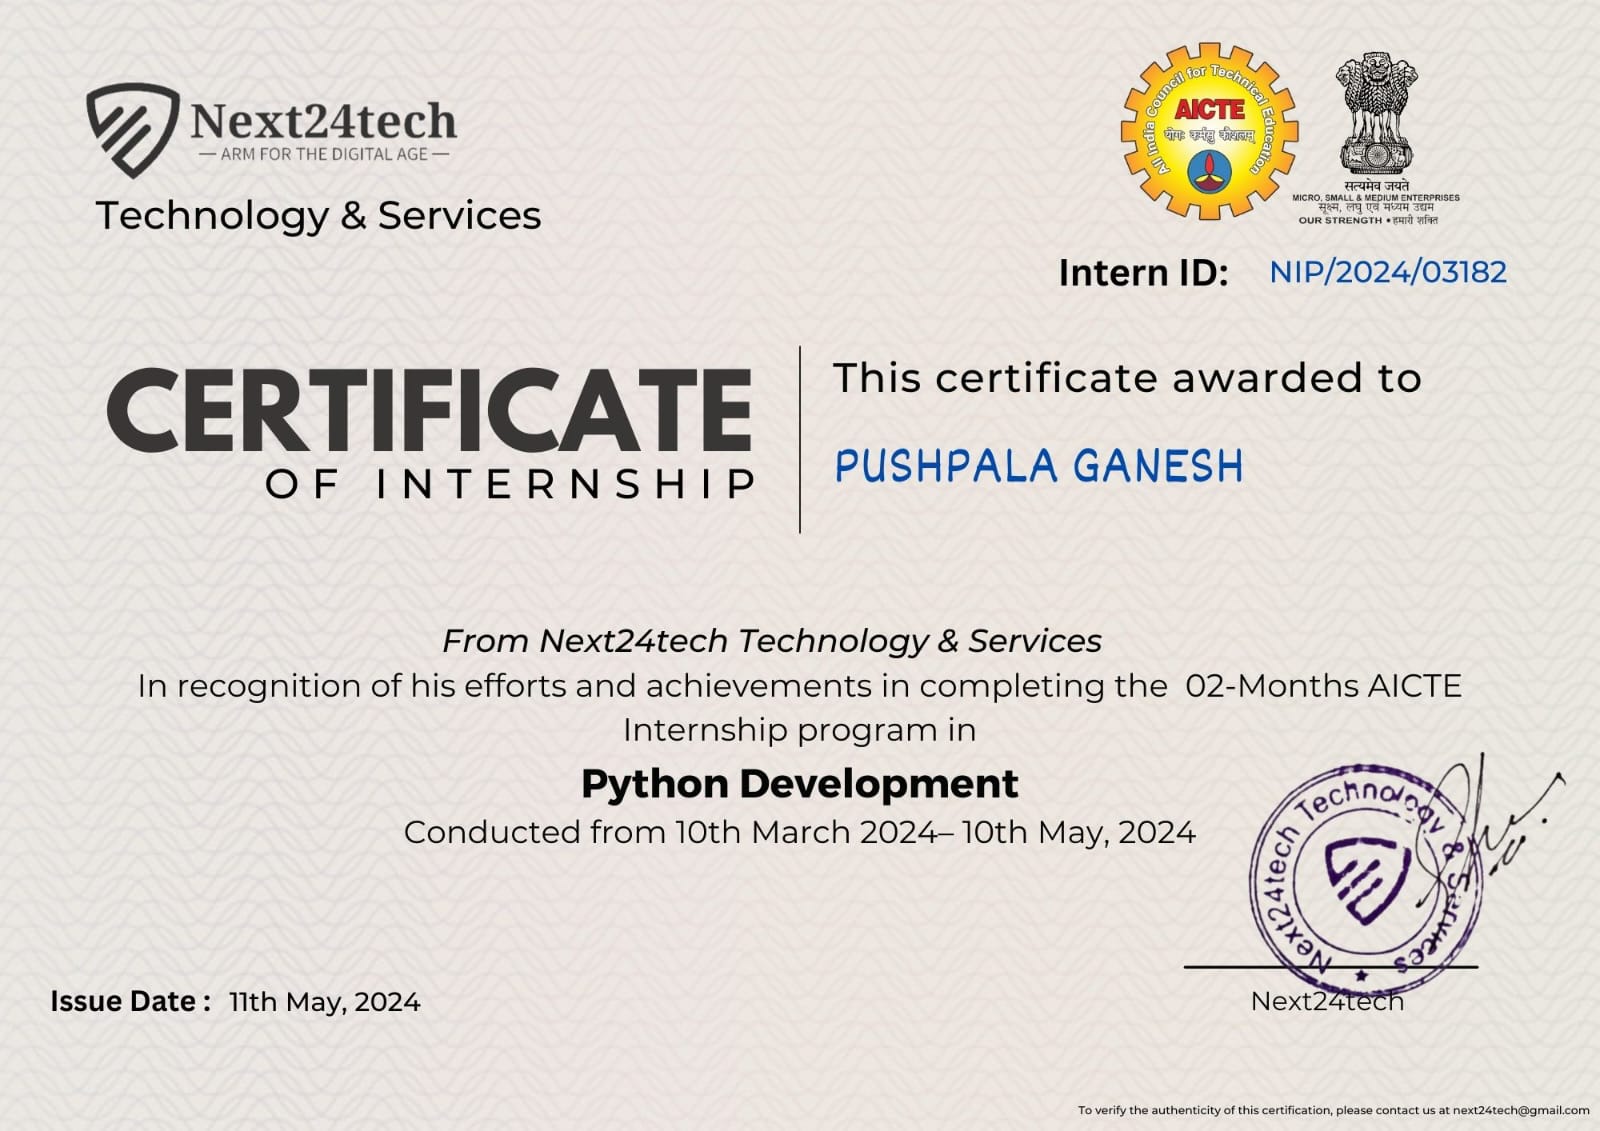 Next24tech
— ARM FOR THE DIGITAL AGE —
Technology & Services
All India Council for Technical Education
AICTE
योगः कर्मसु कौशलम्
सत्यमेव जयते
MICRO, SMALL & MEDIUM ENTERPRISES
सूक्ष्म, लघु एवं मध्यम उद्यम
OUR STRENGTH • हमारी शक्ति
Intern ID: NIP/2024/03182
CERTIFICATE
OF INTERNSHIP
This certificate awarded to
PUSHPALA GANESH
From Next24tech Technology & Services
In recognition of his efforts and achievements in completing the 02-Months AICTE
Internship program in
Python Development
Conducted from 10th March 2024– 10th May, 2024
Next24tech Technology & Services
Issue Date : 11th May, 2024
Next24tech
To verify the authenticity of this certification, please contact us at next24tech@gmail.com